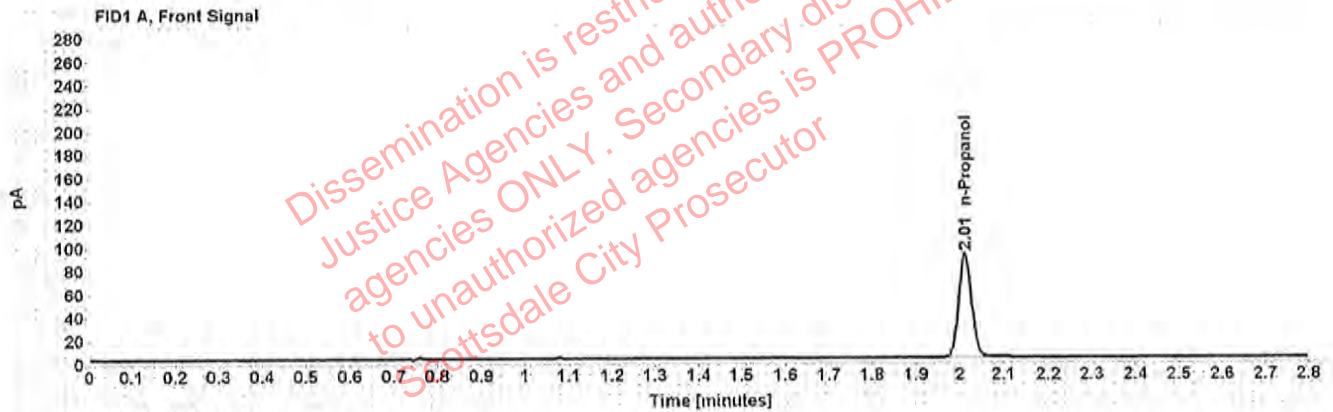 FID1 A, Front Signal
280
260
240
220
200
180
160
140
120
100
80
60
40
20
0
pA
2.01 n-Propanol
0 0.1 0.2 0.3 0.4 0.5 0.6 0.7 0.8 0.9 1 1.1 1.2 1.3 1.4 1.5 1.6 1.7 1.8 1.9 2 2.1 2.2 2.3 2.4 2.5 2.6 2.7 2.8
Time [minutes]
Dissemination is
Justice Agencies and
agencies ONLY. Secondary
to unauthorized agencies is
Scottsdale City Prosecutor